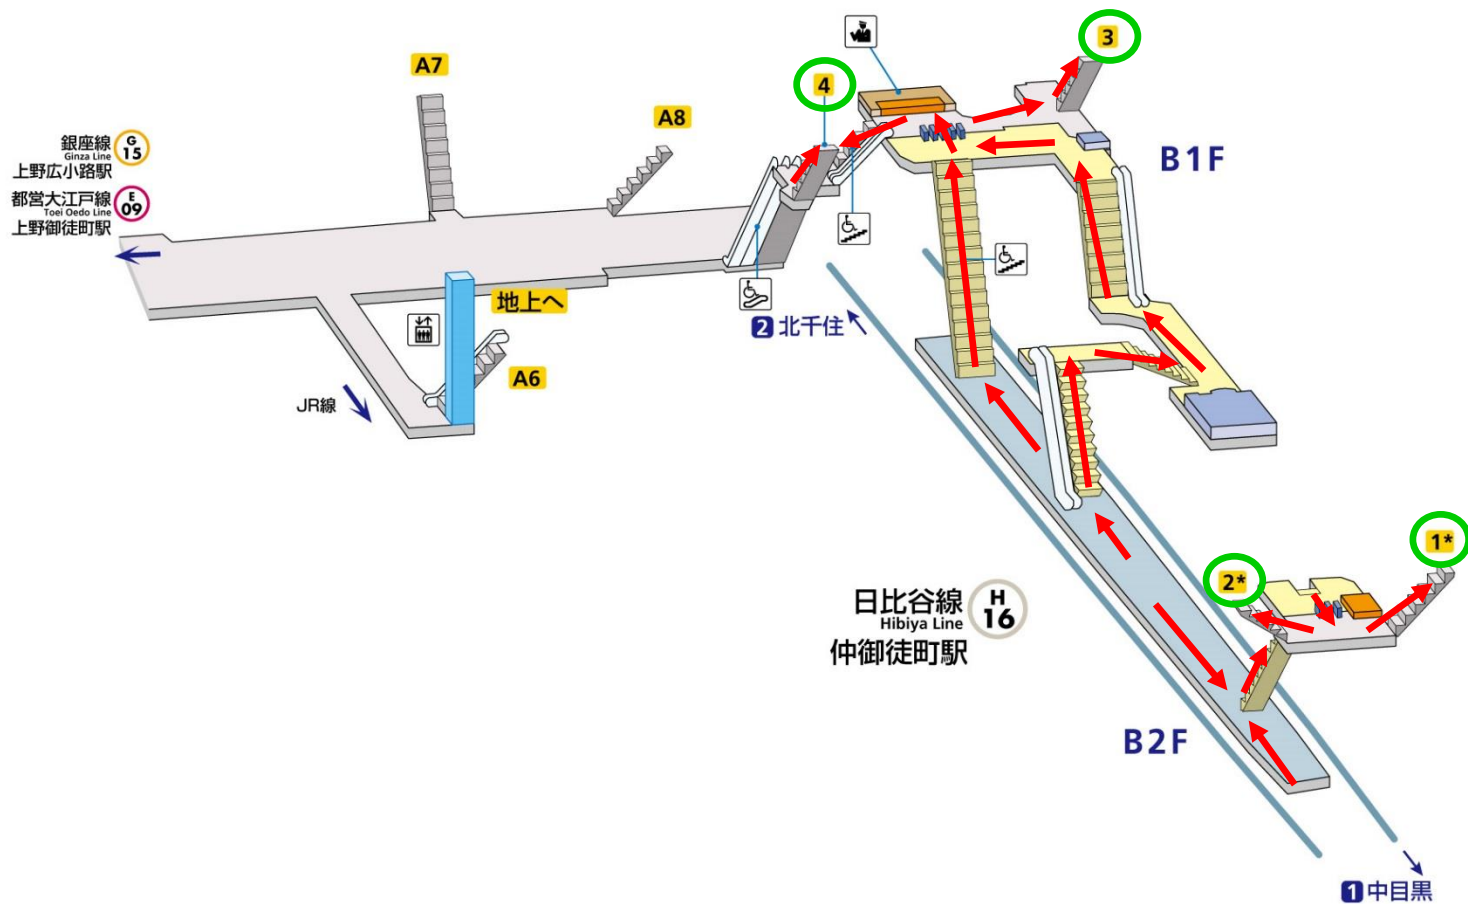 3
A7
4
A8
銀座線 G 15
Ginza Line
上野広小路駅
都営大江戸線 E 09
Toei Oedo Line
上野御徒町駅
B1F
地上へ
2 北千住
A6
JR線
1*
2*
日比谷線 H 16
Hibiya Line
仲御徒町駅
B2F
1 中目黒